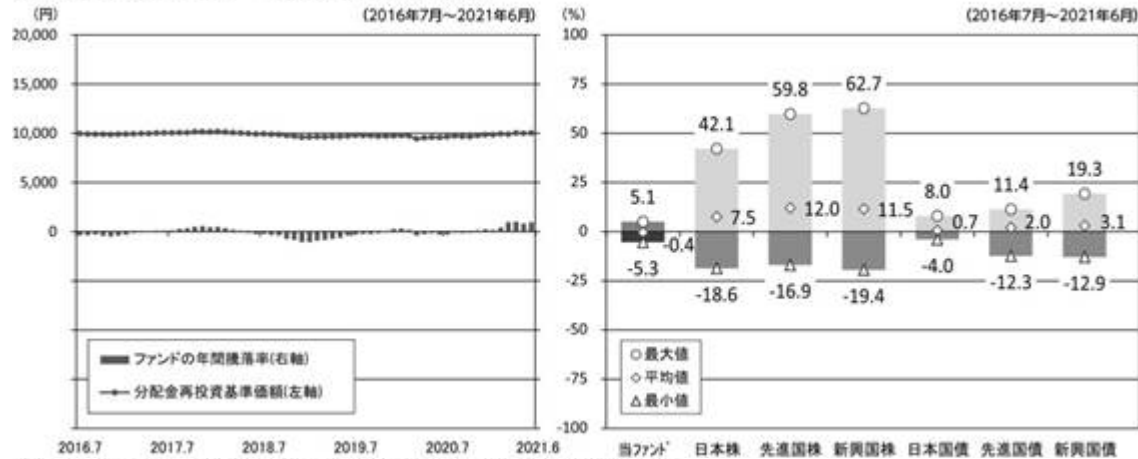 (円)
(2016年7月~2021年6月)
20,000
15,000
10,000
5,000
0
ファンドの年間騰落率(右軸)
分配金再投資基準価額(左軸)
2016.7 2017.7 2018.7 2019.7 2020.7 2021.6
(%)
(2016年7月~2021年6月)
100
75
50
25
0
-25
-50
-75
-100
5.1 42.1 59.8 62.7 8.0 11.4 19.3
-0.4 7.5 12.0 11.5 0.7 2.0 3.1
-5.3 -18.6 -16.9 -19.4 -4.0 -12.3 -12.9
○最大値
◇平均値
△最小値
当ファンド 日本株 先進国株 新興国株 日本国債 先進国債 新興国債